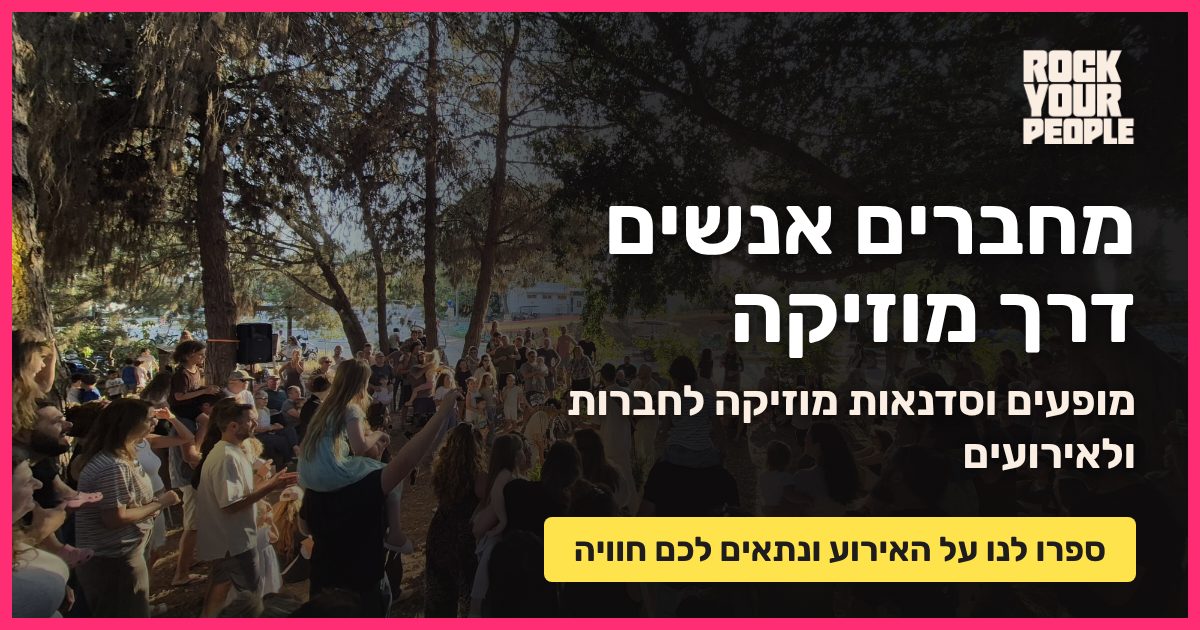 ROCK
YOUR
PEOPLE
מחברים אנשים
דרך מוזיקה
מופעים וסדנאות מוזיקה לחברות
ולאירועים
ספרו לנו על האירוע ונתאים לכם חוויה